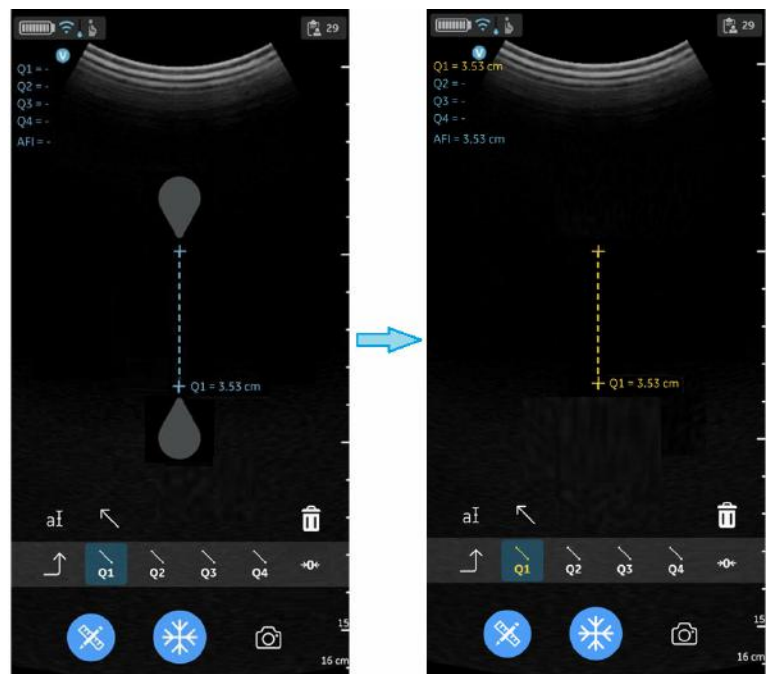 29
V
Q1 = -
Q2 = -
Q3 = -
Q4 = -
AFI = -
Q1 = 3.53 cm
aI
Q1 Q2 Q3 Q4 →0←
15
16 cm
29
V
Q1 = 3.53 cm
Q2 = -
Q3 = -
Q4 = -
AFI = 3.53 cm
Q1 = 3.53 cm
aI
Q1 Q2 Q3 Q4 →0←
15
16 cm